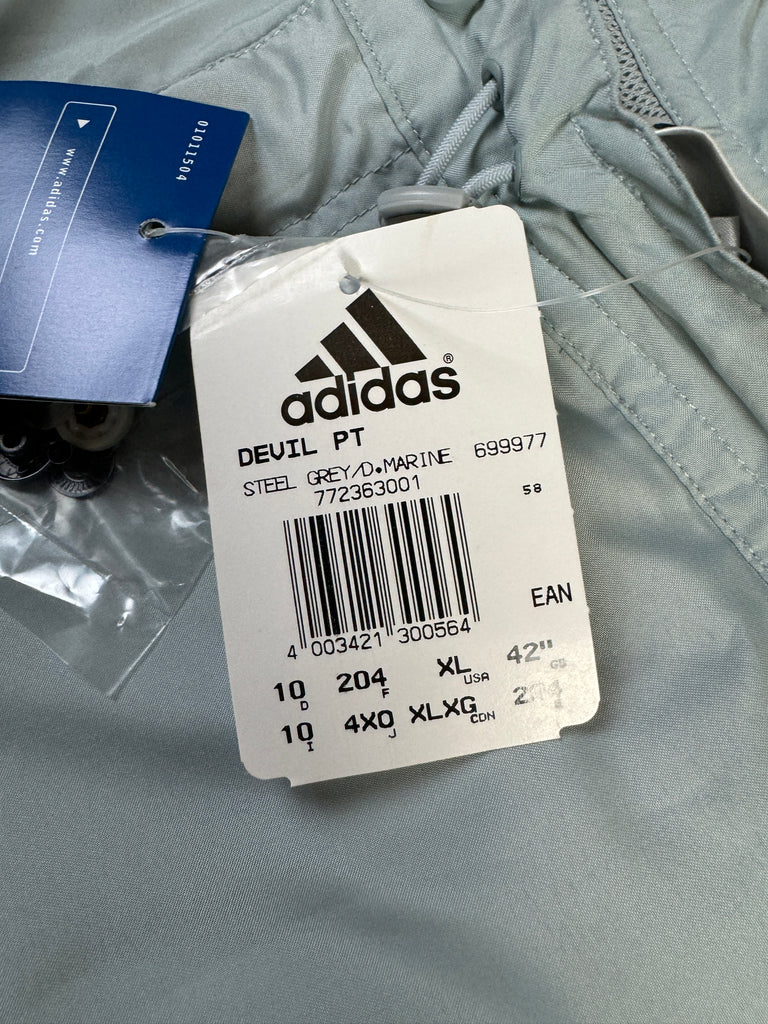 01011504
www.adidas.com
adidas®
DEVIL PT
STEEL GREY/D.MARINE 699977
772363001
58
EAN
4 003421 300564
10 D 204 F XL USA 42" GB
10 I 4XO J XLXG CDN